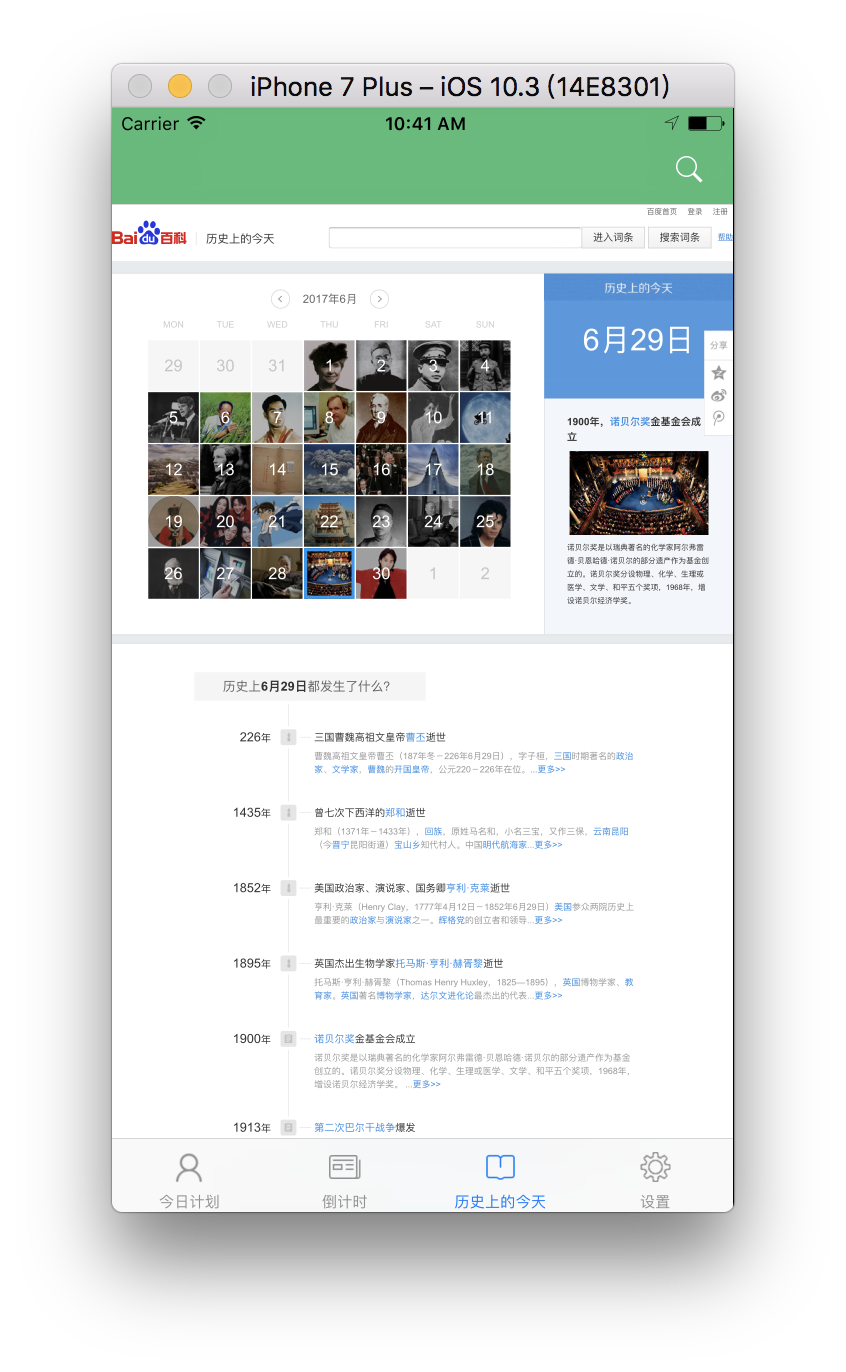 iPhone 7 Plus – iOS 10.3 (14E8301)
Carrier 10:41 AM
百度首页 登录 注册
Bai du 百科 历史上的今天 进入词条 搜索词条 帮助
2017年6月
MON TUE WED THU FRI SAT SUN
29 30 31 1 2 3 4
5 6 7 8 9 10 11
12 13 14 15 16 17 18
19 20 21 22 23 24 25
26 27 28 30 1 2
历史上的今天
6月29日
分享
1900年，诺贝尔奖金基金会成
立
诺贝尔奖是以瑞典著名的化学家阿尔弗雷
德·贝恩哈德·诺贝尔的部分遗产作为基金创
立的。诺贝尔奖分设物理、化学、生理或
医学、文学、和平五个奖项，1968年，增
设诺贝尔经济学奖。
历史上6月29日都发生了什么?
226年 三国曹魏高祖文皇帝曹丕逝世
曹魏高祖文皇帝曹丕（187年冬－226年6月29日），字子桓，三国时期著名的政治
家、文学家，曹魏的开国皇帝，公元220－226年在位。...更多>>
1435年 曾七次下西洋的郑和逝世
郑和（1371年－1433年），回族，原姓马名和，小名三宝，又作三保，云南昆阳
（今晋宁昆阳街道）宝山乡知代村人。中国明代航海家...更多>>
1852年 美国政治家、演说家、国务卿亨利·克莱逝世
亨利·克莱（Henry Clay，1777年4月12日－1852年6月29日）美国参众两院历史上
最重要的政治家与演说家之一。辉格党的创立者和领导...更多>>
1895年 英国杰出生物学家托马斯·亨利·赫胥黎逝世
托马斯·亨利·赫胥黎（Thomas Henry Huxley，1825—1895），英国博物学家、教
育家。英国著名博物学家，达尔文进化论最杰出的代表...更多>>
1900年 诺贝尔奖金基金会成立
诺贝尔奖是以瑞典著名的化学家阿尔弗雷德·贝恩哈德·诺贝尔的部分遗产作为基金
创立的。诺贝尔奖分设物理、化学、生理或医学、文学、和平五个奖项，1968年，
增设诺贝尔经济学奖。 ...更多>>
1913年 第二次巴尔干战争爆发
今日计划 倒计时 历史上的今天 设置